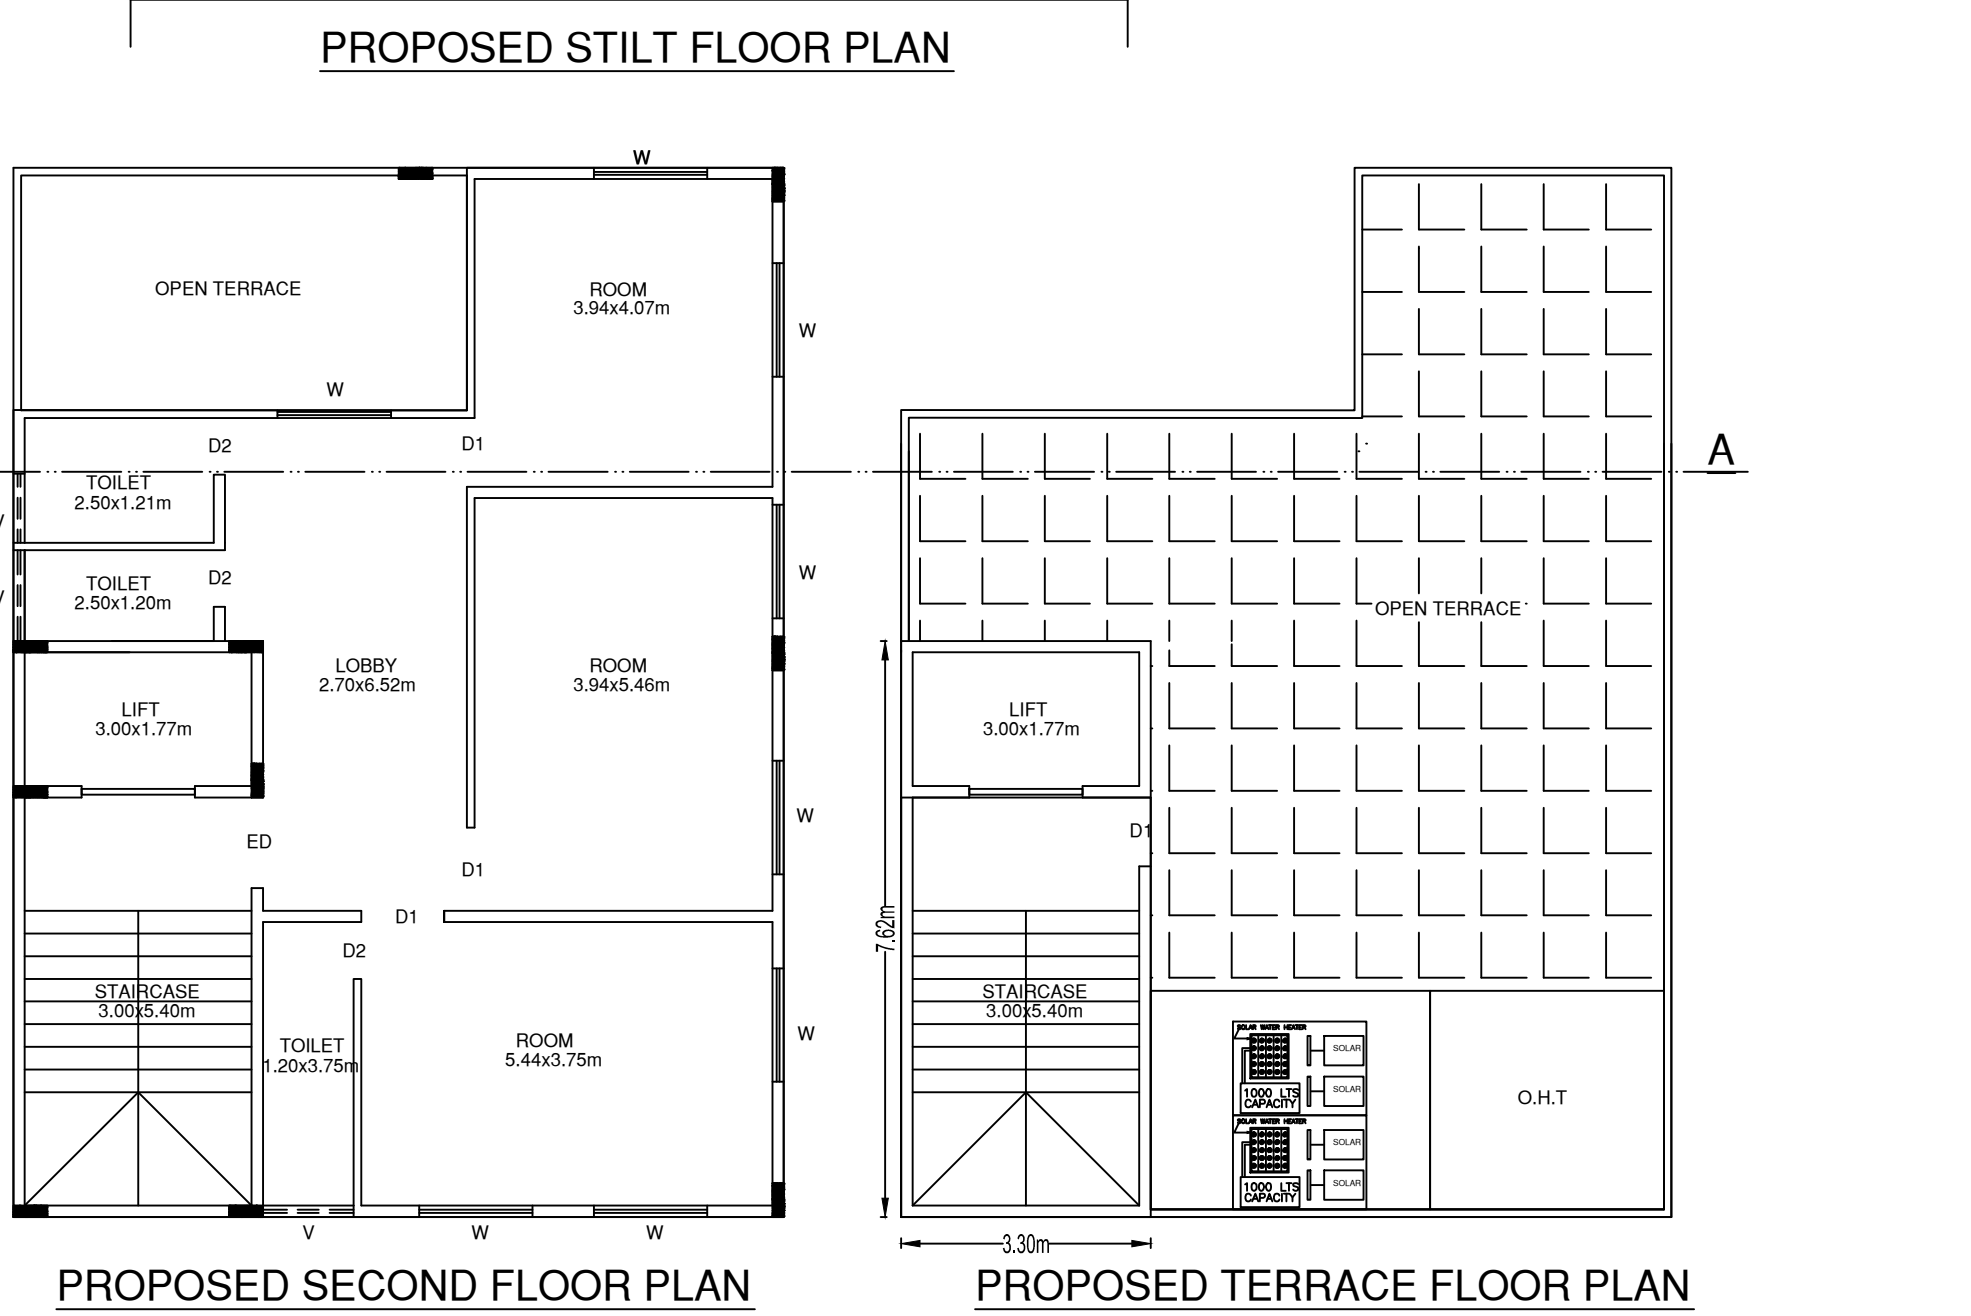 PROPOSED STILT FLOOR PLAN
W
OPEN TERRACE
ROOM
3.94x4.07m
W
W
D2
D1
TOILET
2.50x1.21m
TOILET
2.50x1.20m
D2
W
LOBBY
2.70x6.52m
ROOM
3.94x5.46m
LIFT
3.00x1.77m
W
ED
D1
D1
D2
STAIRCASE
3.00x5.40m
TOILET
1.20x3.75m
ROOM
5.44x3.75m
W
V
W
W
PROPOSED SECOND FLOOR PLAN
A
OPEN TERRACE
LIFT
3.00x1.77m
D1
7.62m
STAIRCASE
3.00x5.40m
SOLAR WATER HEATER
SOLAR
SOLAR
1000 LTS
CAPACITY
SOLAR WATER HEATER
SOLAR
SOLAR
1000 LTS
CAPACITY
O.H.T
3.30m
PROPOSED TERRACE FLOOR PLAN